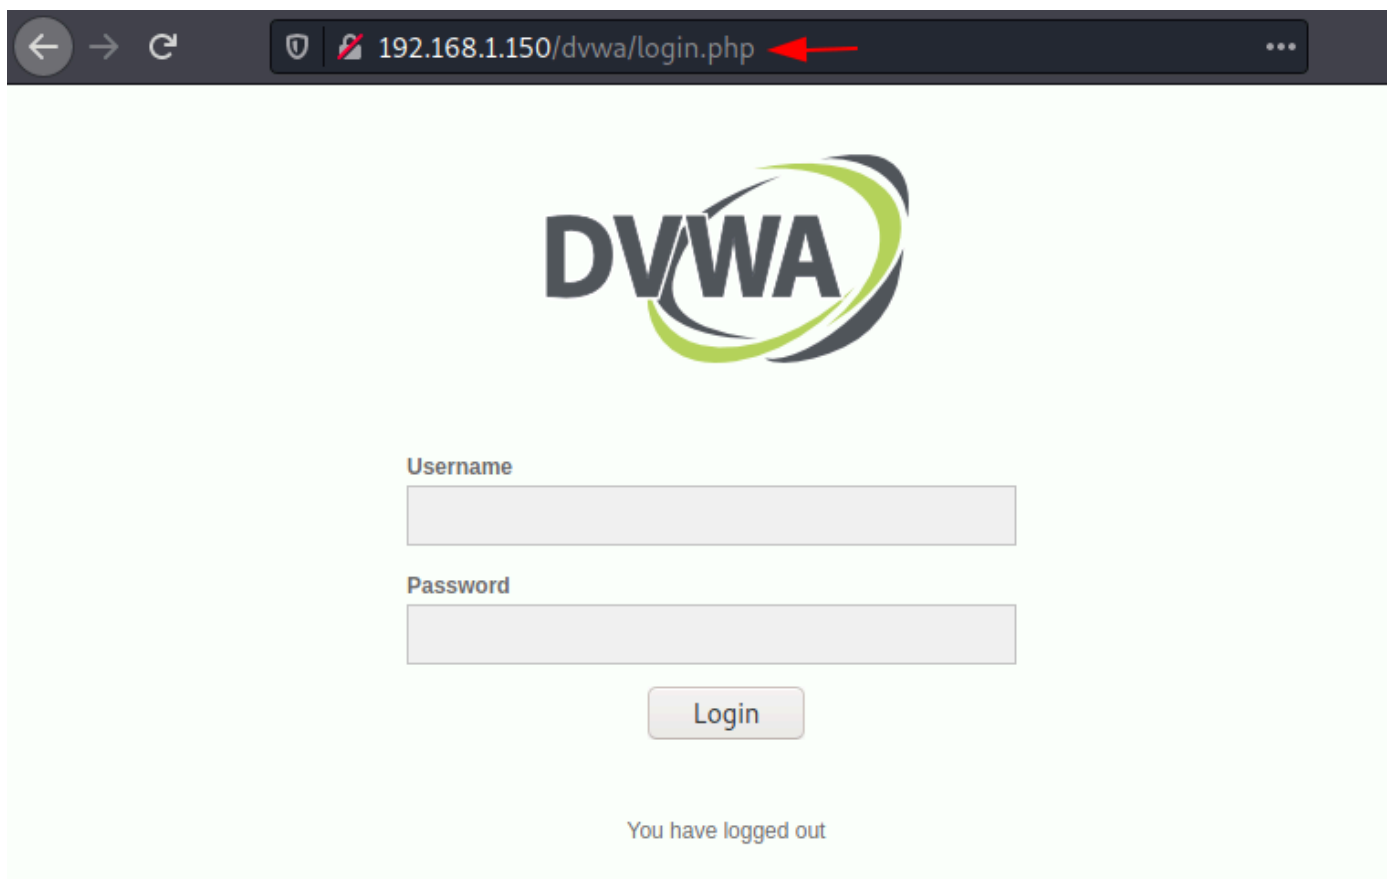 192.168.1.150/dvwa/login.php
DVWA
Username
Password
Login
You have logged out